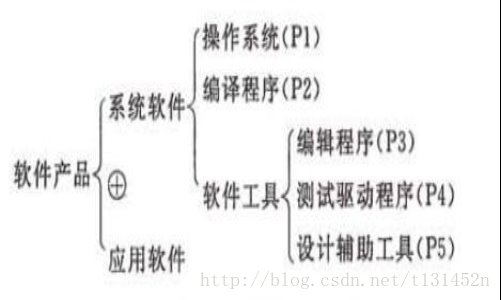 操作系统(P1)
系统软件
编译程序(P2)
软件产品
⊕
编辑程序(P3)
软件工具
测试驱动程序(P4)
应用软件
设计辅助工具(P5)
http://blog.csdn.net/t131452n